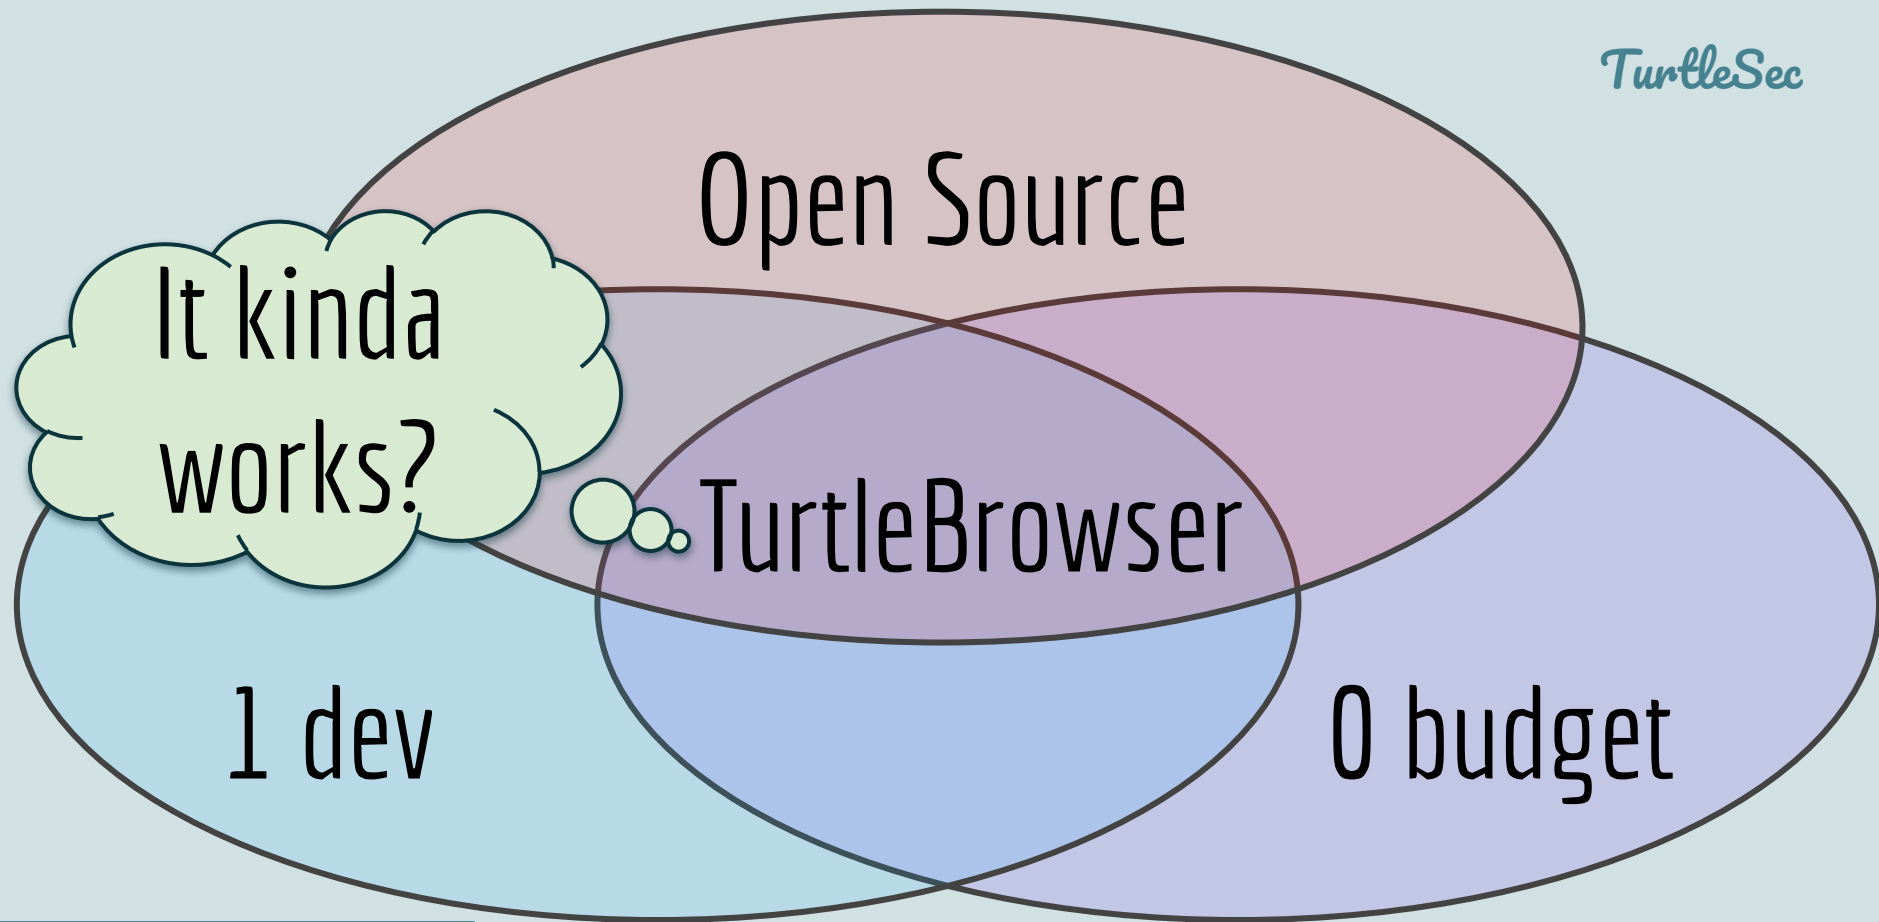 TurtleSec
Open Source
It kinda
works?
TurtleBrowser
1 dev
0 budget